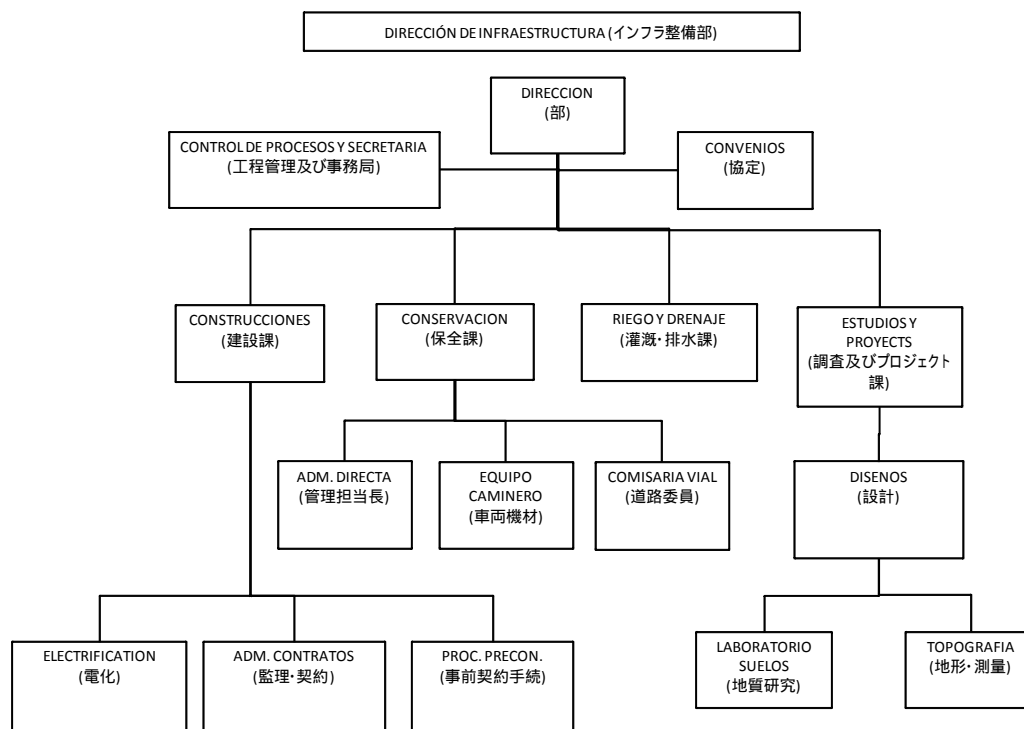 DIRECCIÓN DE INFRAESTRUCTURA (インフラ整備部)
DIRECCION
(部)
CONTROL DE PROCESOS Y SECRETARIA
(工程管理及び事務局)
CONVENIOS
(協定)
CONSTRUCCIONES
(建設課)
CONSERVACION
(保全課)
RIEGO Y DRENAJE
(灌漑・排水課)
ESTUDIOS Y
PROYECTS
(調査及びプロジェクト
課)
ADM. DIRECTA
(管理担当長)
EQUIPO
CAMINERO
(車両機材)
COMISARIA VIAL
(道路委員)
DISENOS
(設計)
ELECTRIFICATION
(電化)
ADM. CONTRATOS
(監理・契約)
PROC. PRECON.
(事前契約手続)
LABORATORIO
SUELOS
(地質研究)
TOPOGRAFIA
(地形・測量)